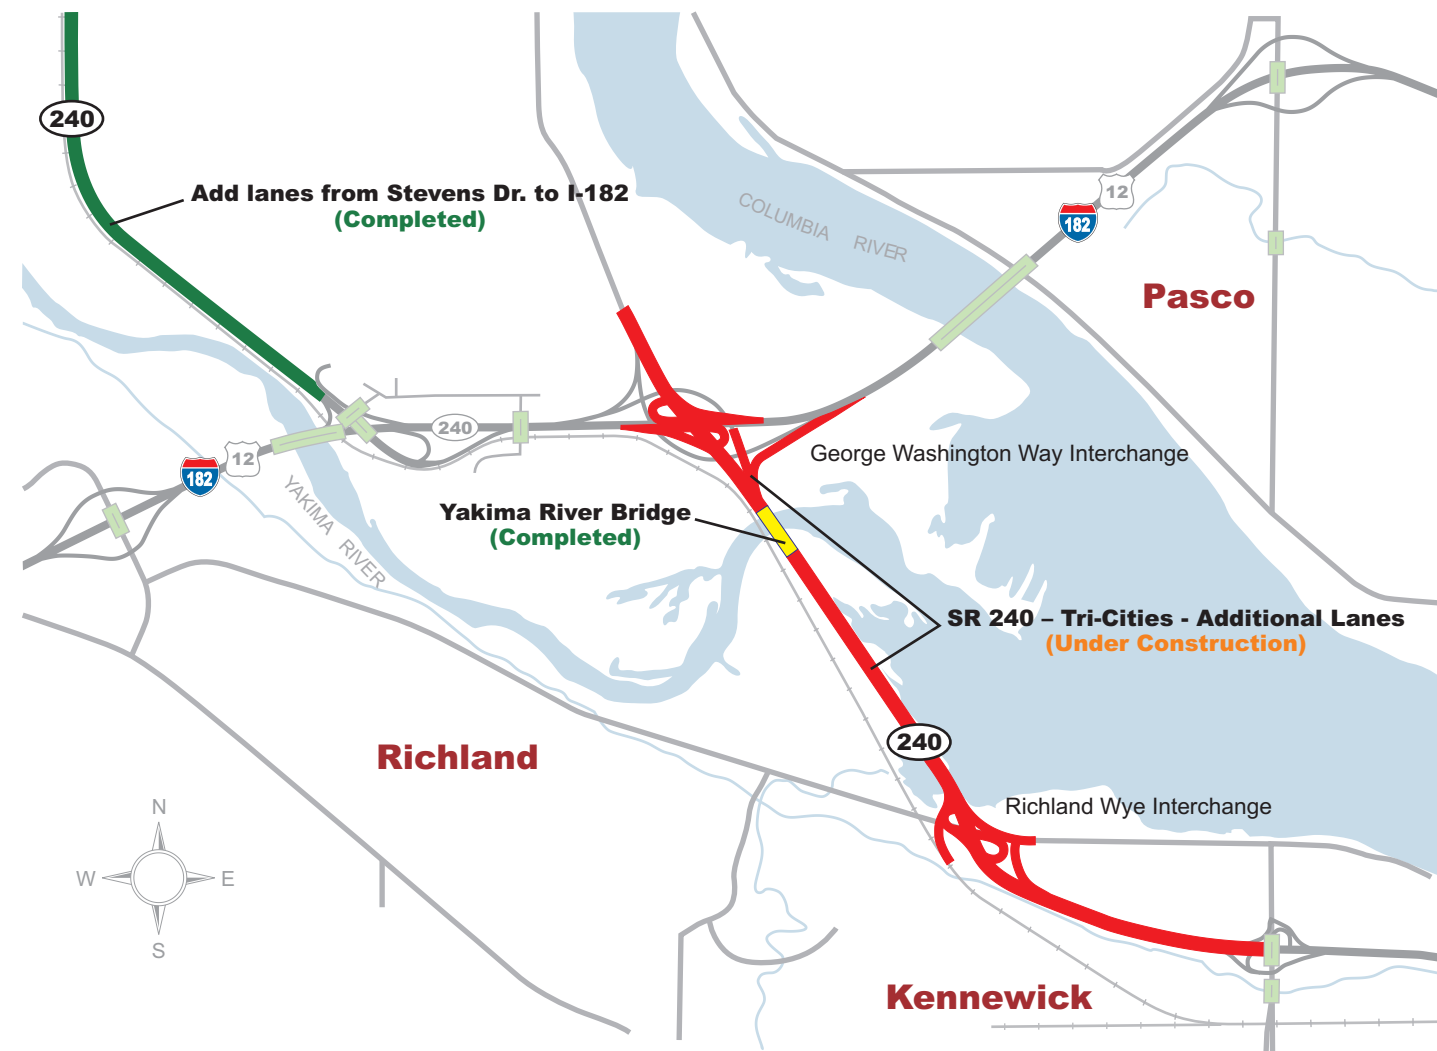 240
Add lanes from Stevens Dr. to I-182
(Completed)
COLUMBIA RIVER
12
182
Pasco
240
12
182
YAKIMA RIVER
George Washington Way Interchange
Yakima River Bridge
(Completed)
SR 240 – Tri-Cities - Additional Lanes
(Under Construction)
240
Richland
Richland Wye Interchange
N
W
E
S
Kennewick